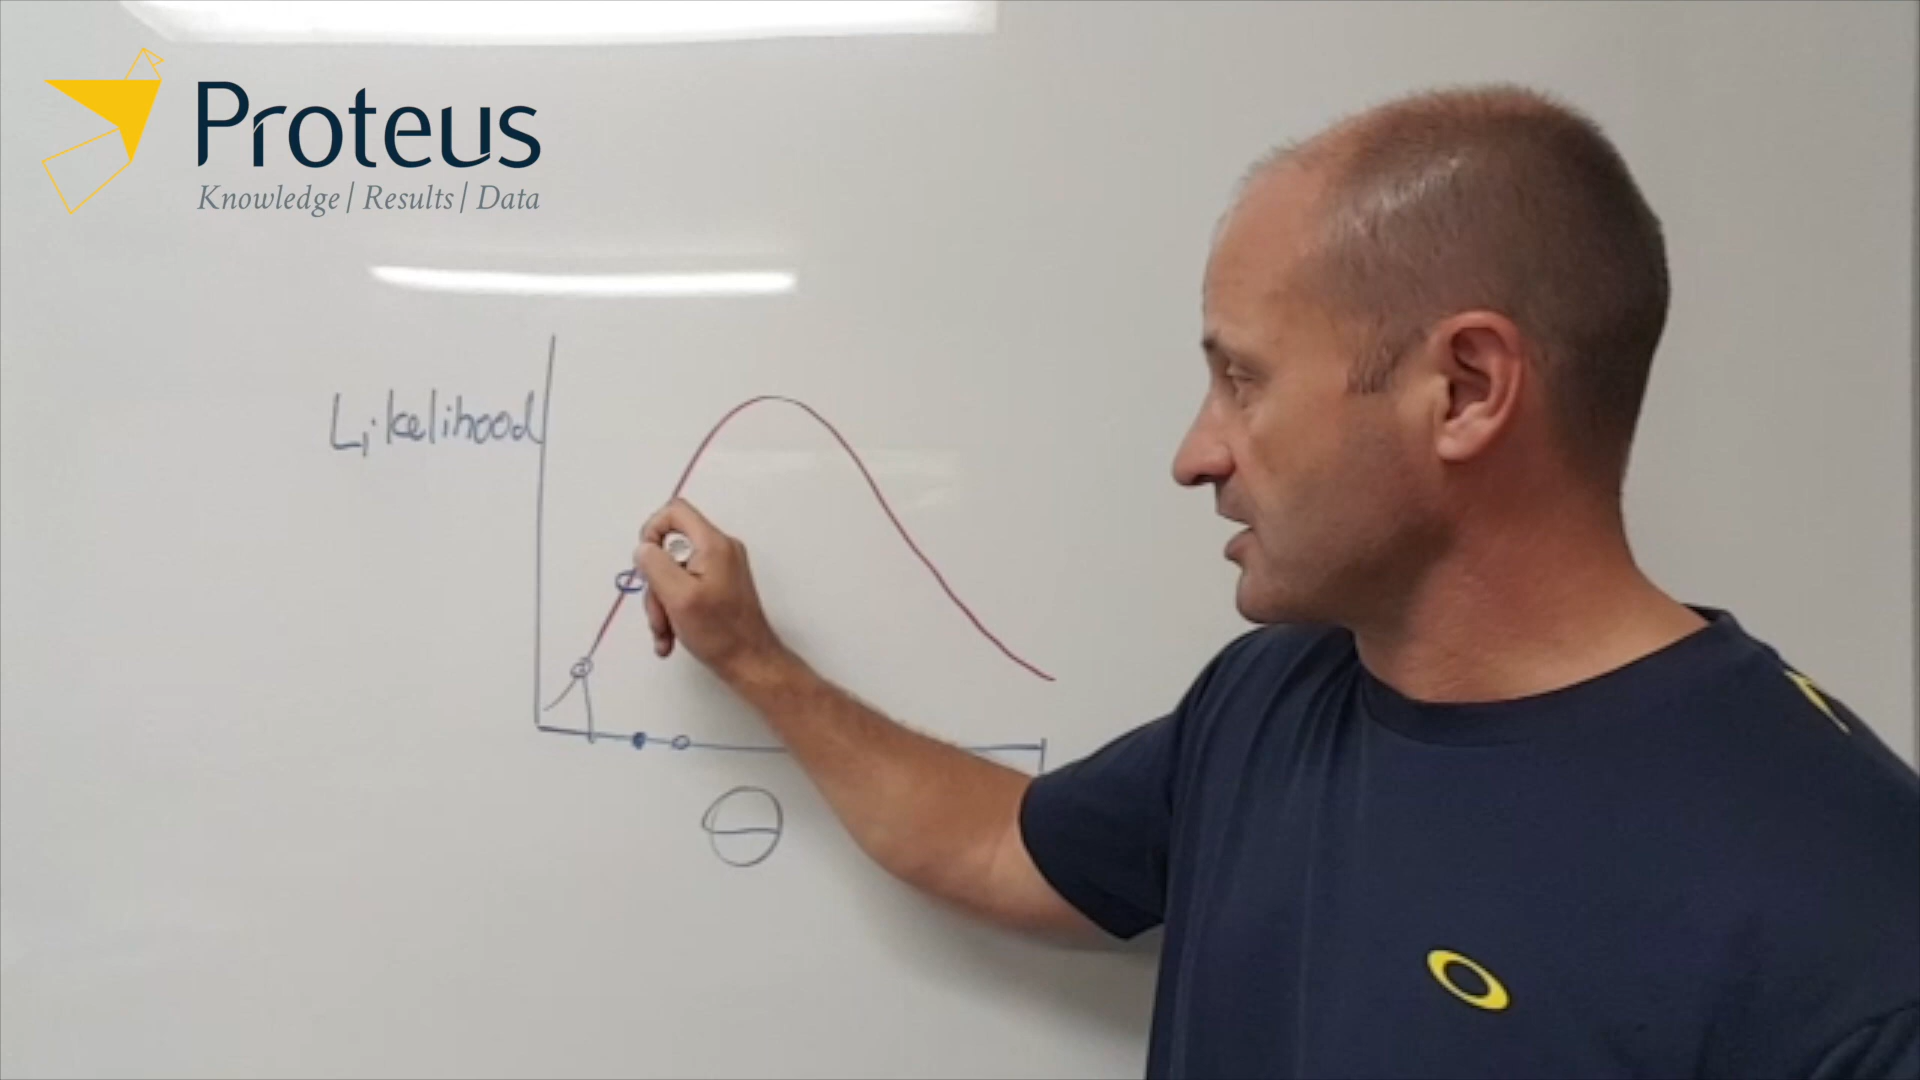 Proteus
Knowledge | Results | Data
Likelihood
Θ